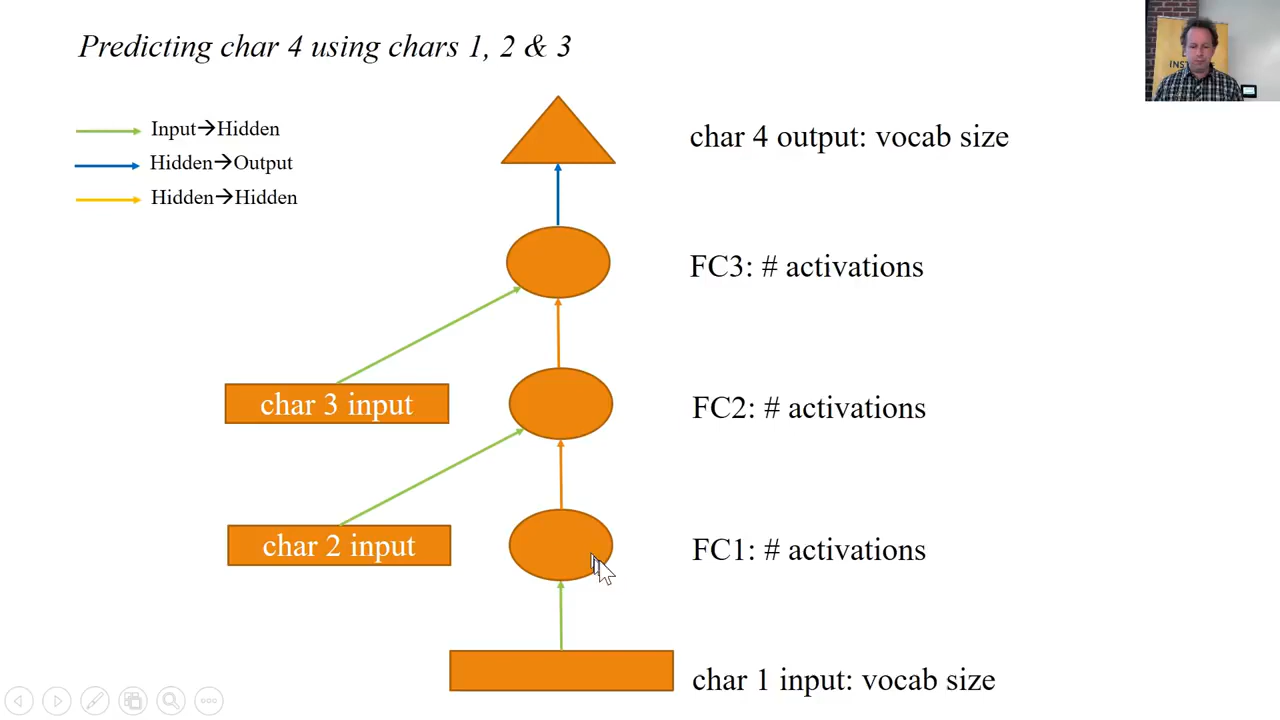 Predicting char 4 using chars 1, 2 & 3
Input→Hidden
Hidden→Output
Hidden→Hidden
char 4 output: vocab size
FC3: # activations
char 3 input
FC2: # activations
char 2 input
FC1: # activations
char 1 input: vocab size